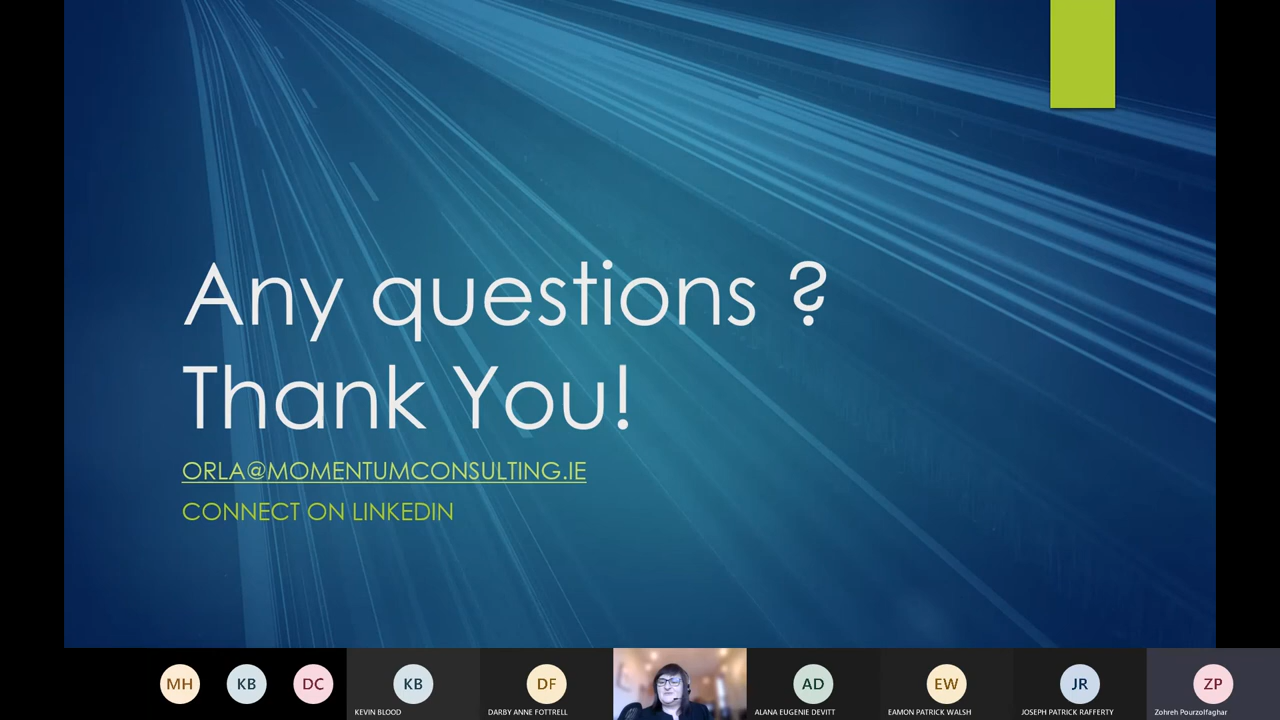 Any questions ?
Thank You!
ORLA@MOMENTUMCONSULTING.IE
CONNECT ON LINKEDIN
MH
KB
DC
KB
DF
AD
EW
JR
ZP
KEVIN BLOOD
DARBY ANNE FOTTRELL
ALANA EUGENIE DEVITT
EAMON PATRICK WALSH
JOSEPH PATRICK RAFFERTY
Zohreh Pourzolfaghar